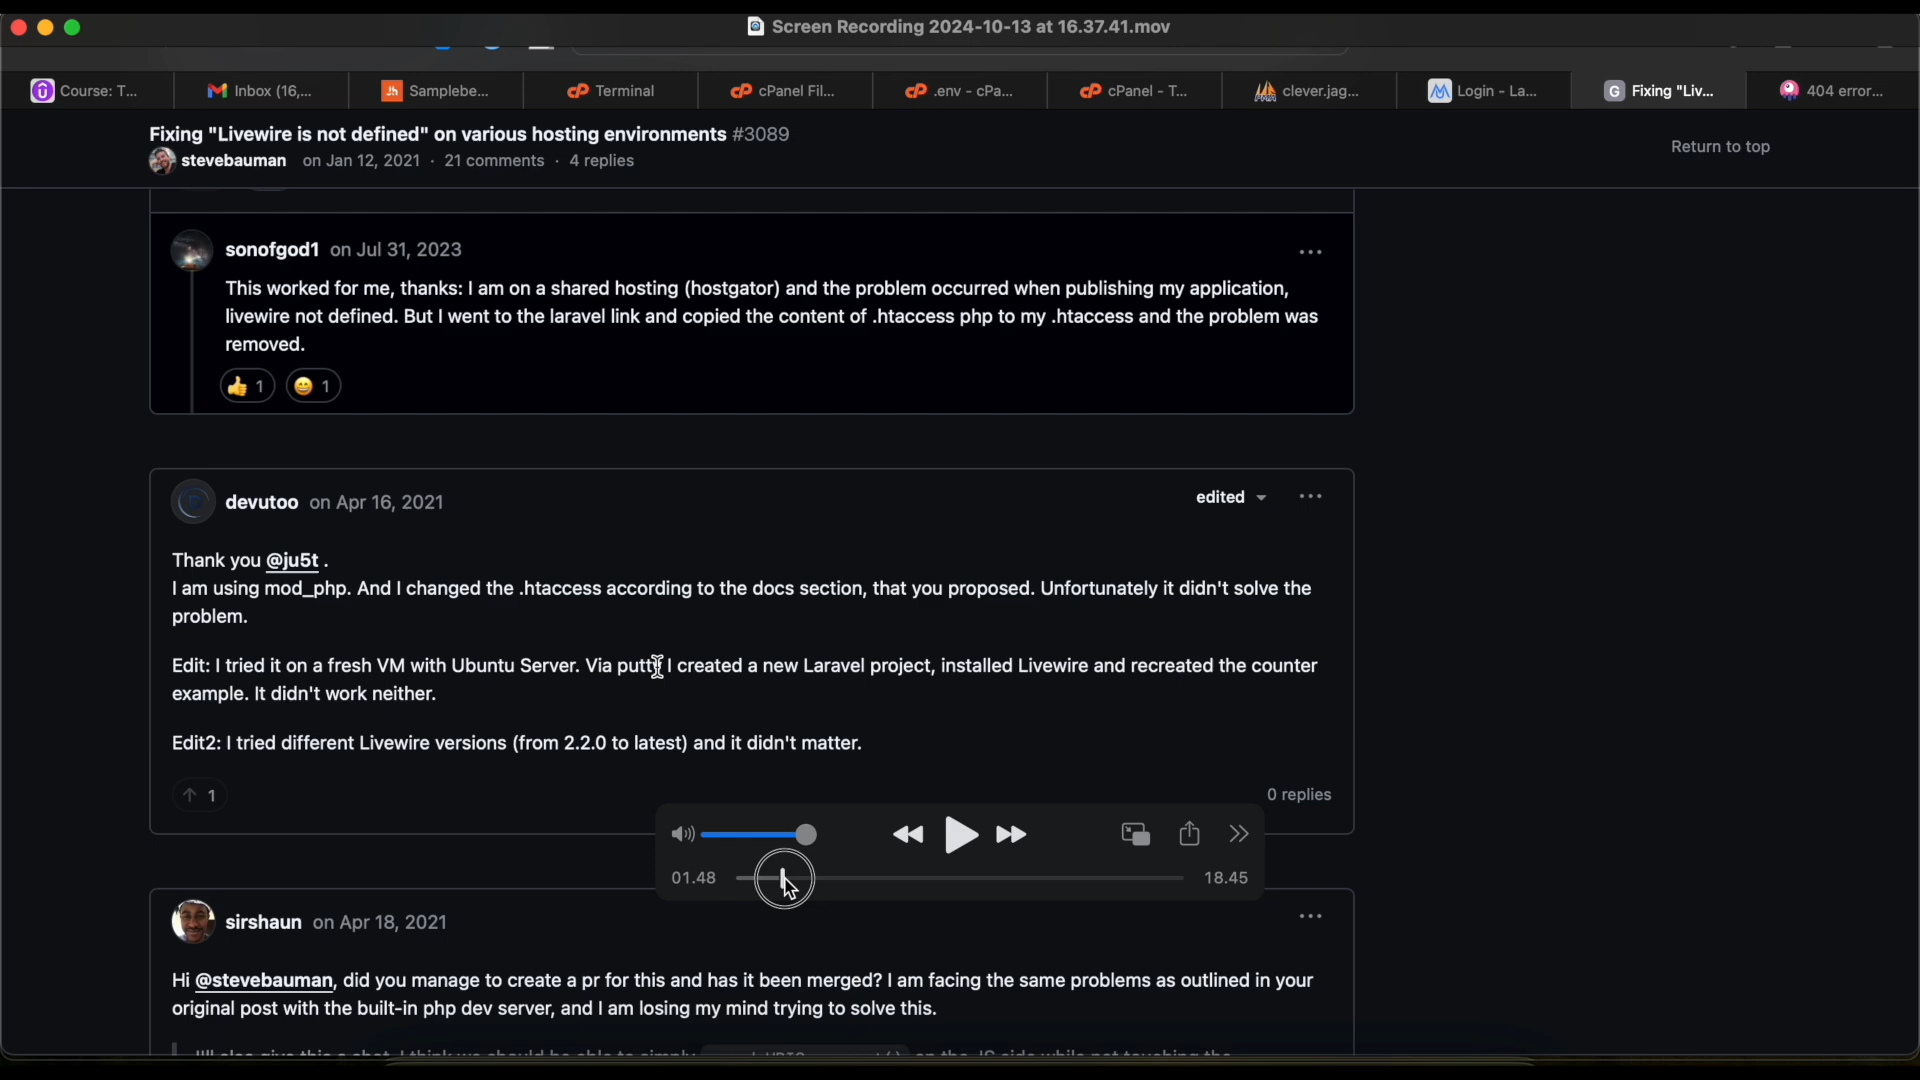 Screen Recording 2024-10-13 at 16.37.41.mov
Course: T...
Inbox (16,...
Samplebe...
Terminal
cPanel Fil...
.env - cPa...
cPanel - T...
clever.jag...
Login - La...
Fixing "Liv...
404 error...
Fixing "Livewire is not defined" on various hosting environments #3089
stevebauman on Jan 12, 2021 · 21 comments · 4 replies
Return to top
sonofgod1 on Jul 31, 2023
This worked for me, thanks: I am on a shared hosting (hostgator) and the problem occurred when publishing my application,
livewire not defined. But I went to the laravel link and copied the content of .htaccess php to my .htaccess and the problem was
removed.
1
1
devutoo on Apr 16, 2021
edited
Thank you @ju5t .
I am using mod_php. And I changed the .htaccess according to the docs section, that you proposed. Unfortunately it didn't solve the
problem.
Edit: I tried it on a fresh VM with Ubuntu Server. Via putty I created a new Laravel project, installed Livewire and recreated the counter
example. It didn't work neither.
Edit2: I tried different Livewire versions (from 2.2.0 to latest) and it didn't matter.
1
0 replies
01.48
18.45
sirshaun on Apr 18, 2021
Hi @stevebauman, did you manage to create a pr for this and has it been merged? I am facing the same problems as outlined in your
original post with the built-in php dev server, and I am losing my mind trying to solve this.